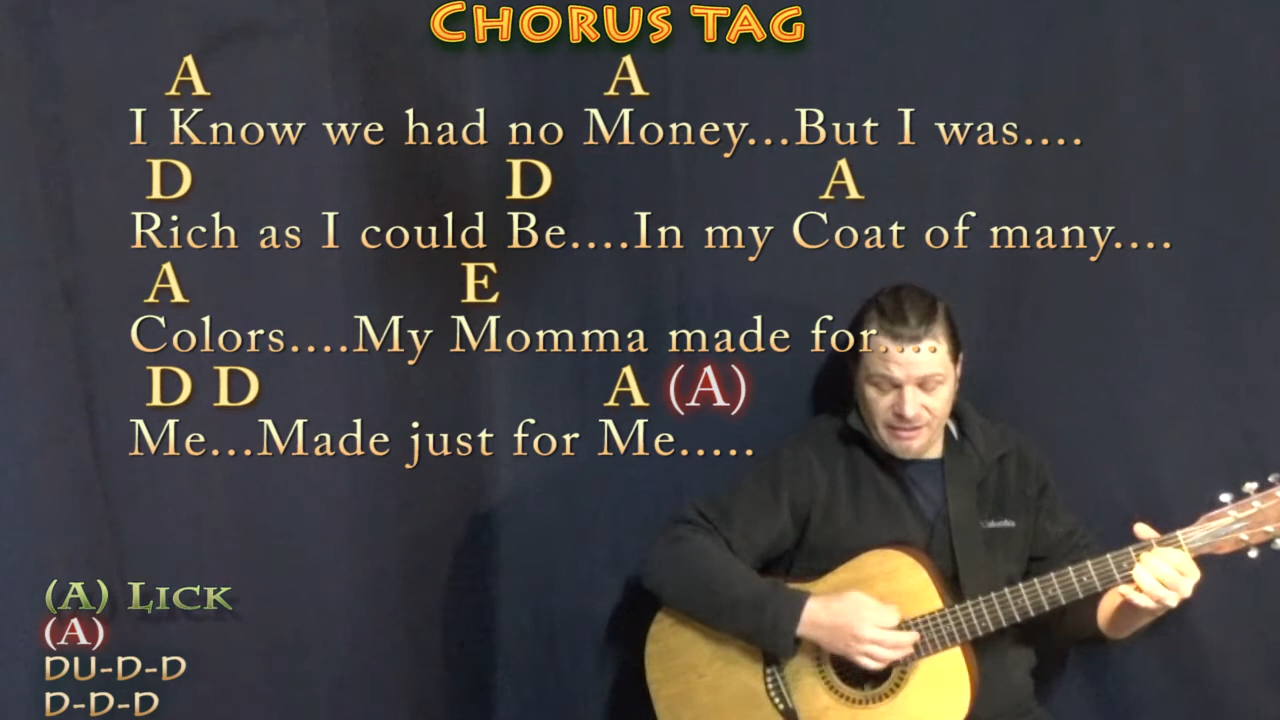 CHORUS TAG
A A
I Know we had no Money...But I was....
D D A
Rich as I could Be....In my Coat of many....
A E
Colors....My Momma made for....
D D A (A)
Me...Made just for Me.....
Columbia
(A) LICK
(A)
DU-D-D
D-D-D